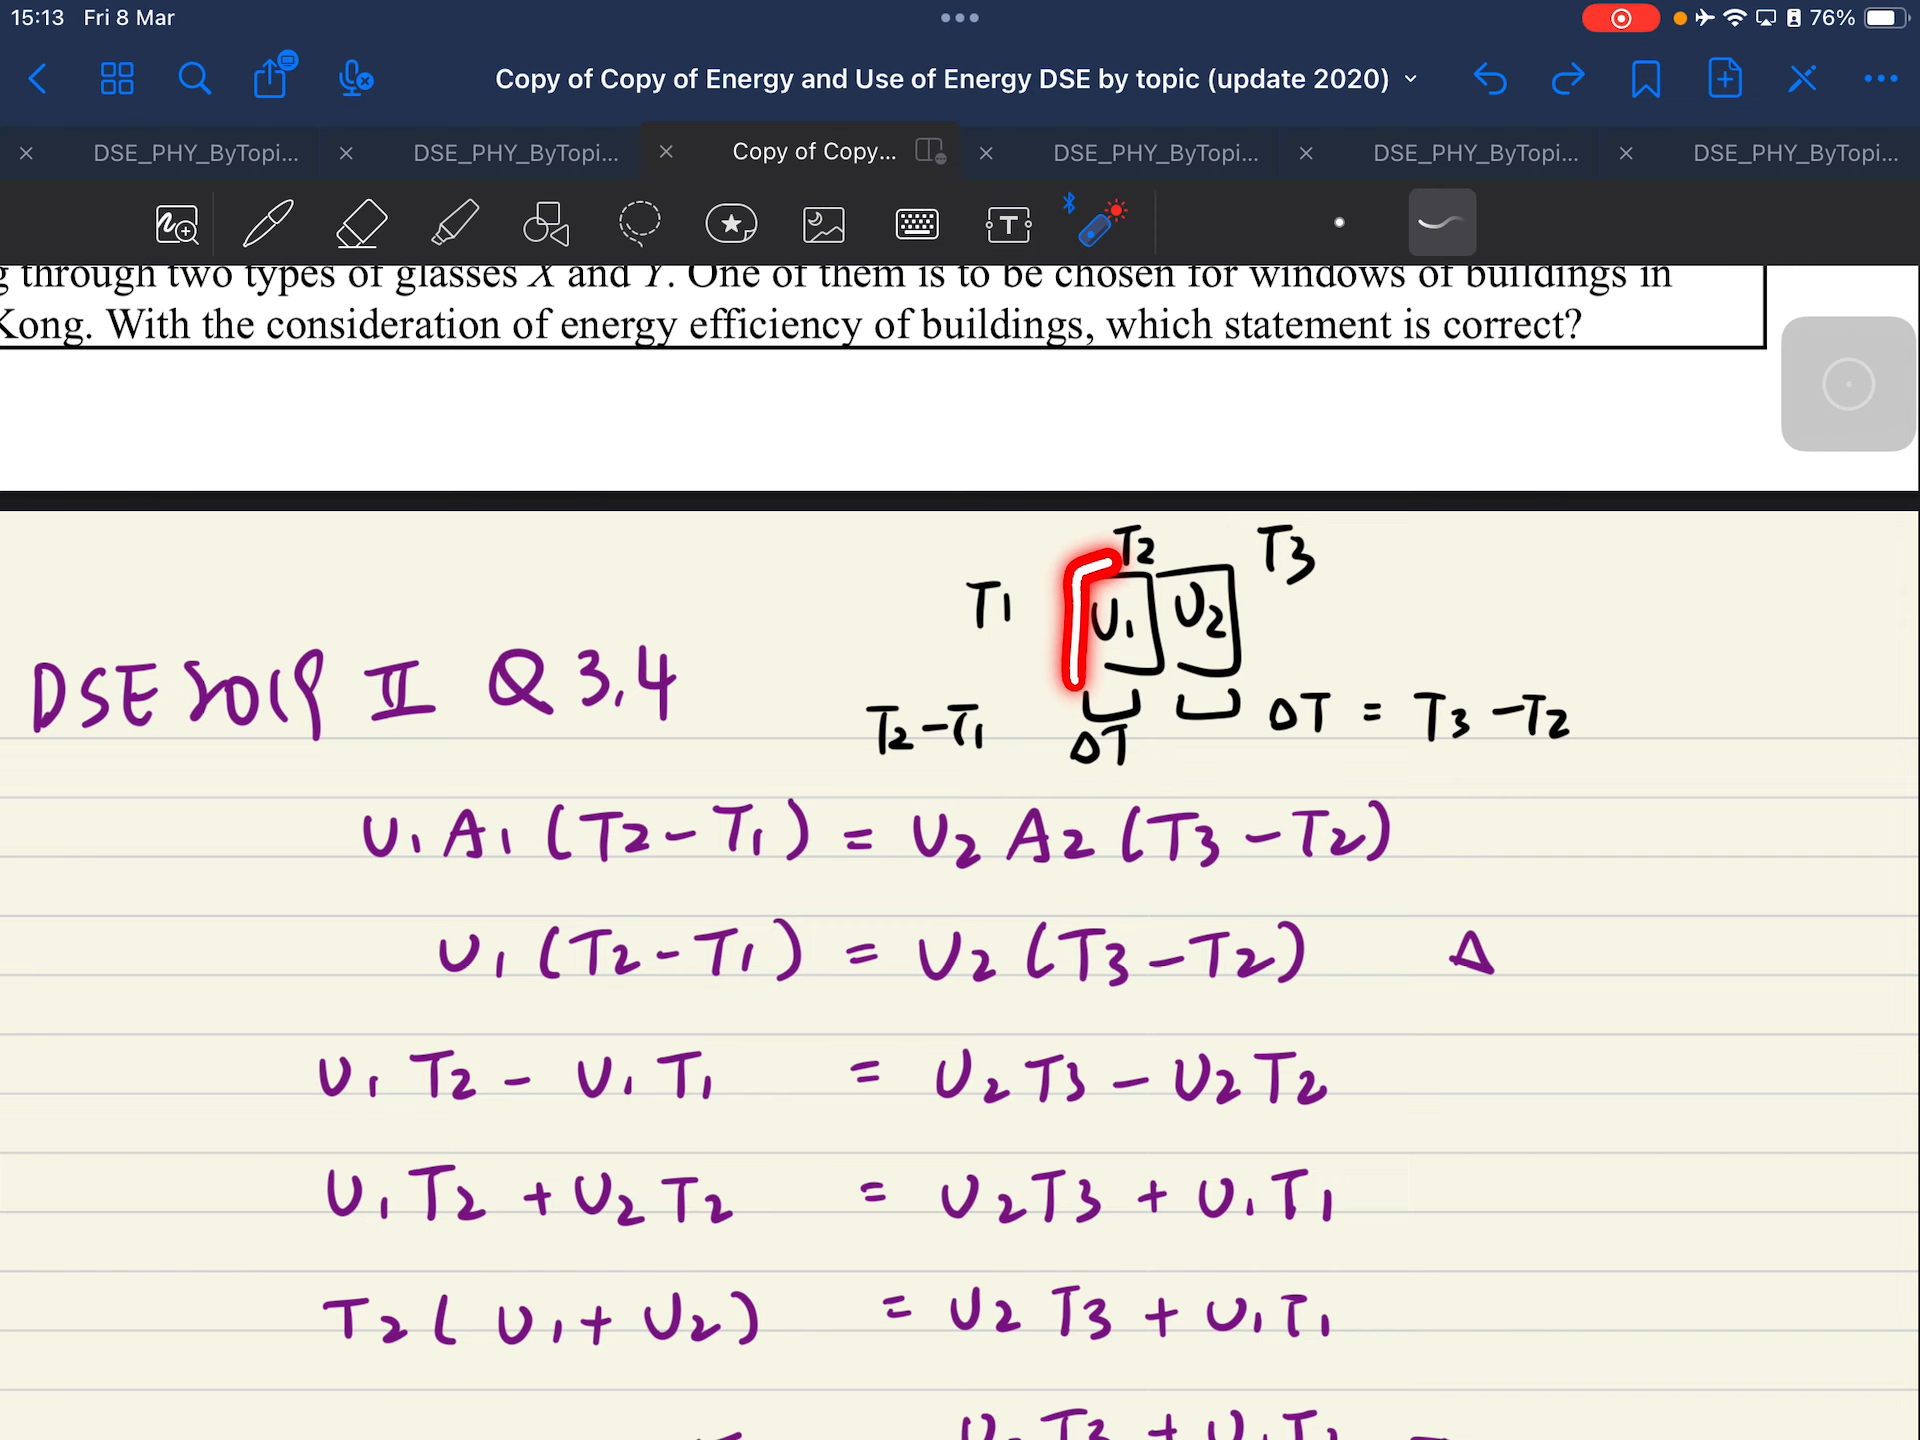 15:13 Fri 8 Mar 76%
Copy of Copy of Energy and Use of Energy DSE by topic (update 2020)
DSE_PHY_ByTopi... DSE_PHY_ByTopi... Copy of Copy... DSE_PHY_ByTopi... DSE_PHY_ByTopi... DSE_PHY_ByTopi...
T
g through two types of glasses X and Y. One of them is to be chosen for windows of buildings in
Kong. With the consideration of energy efficiency of buildings, which statement is correct?
T2 T3
T1 U1 U2
DSE 2019 II Q 3.4
T2-T1 ΔT ΔT = T3 - T2
U1 A1 (T2 - T1) = U2 A2 (T3 - T2)
U1 (T2 - T1) = U2 (T3 - T2) Δ
U1 T2 - U1 T1 = U2 T3 - U2 T2
U1 T2 + U2 T2 = U2 T3 + U1 T1
T2 ( U1 + U2 ) = U2 T3 + U1 T1